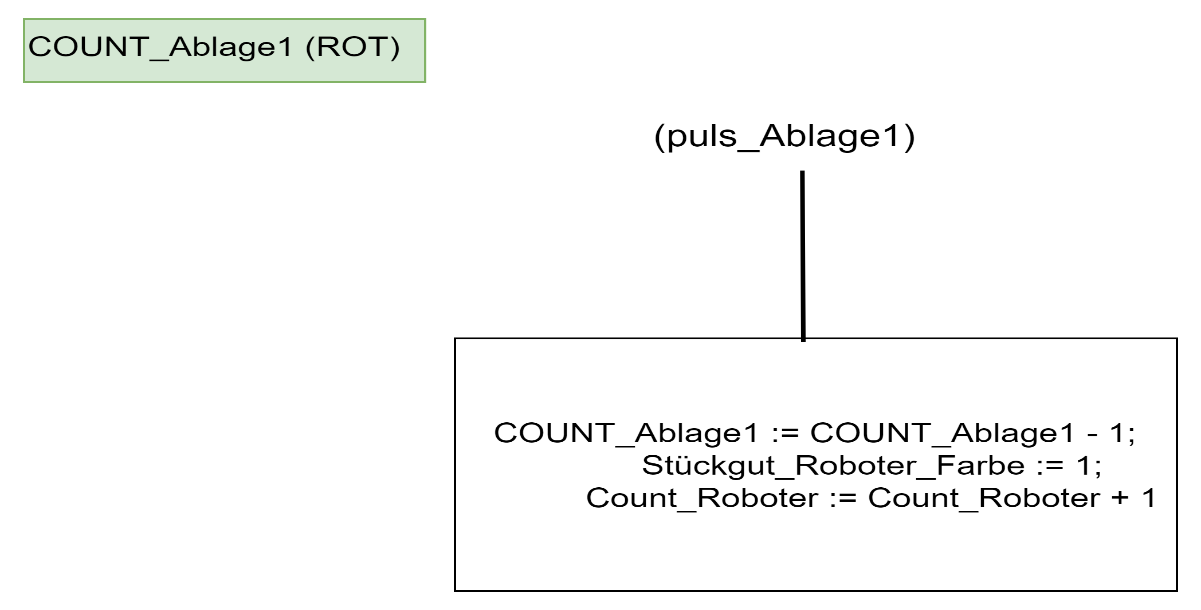 COUNT_Ablage1 (ROT)
(puls_Ablage1)
COUNT_Ablage1 := COUNT_Ablage1 - 1;
Stückgut_Roboter_Farbe := 1;
Count_Roboter := Count_Roboter + 1